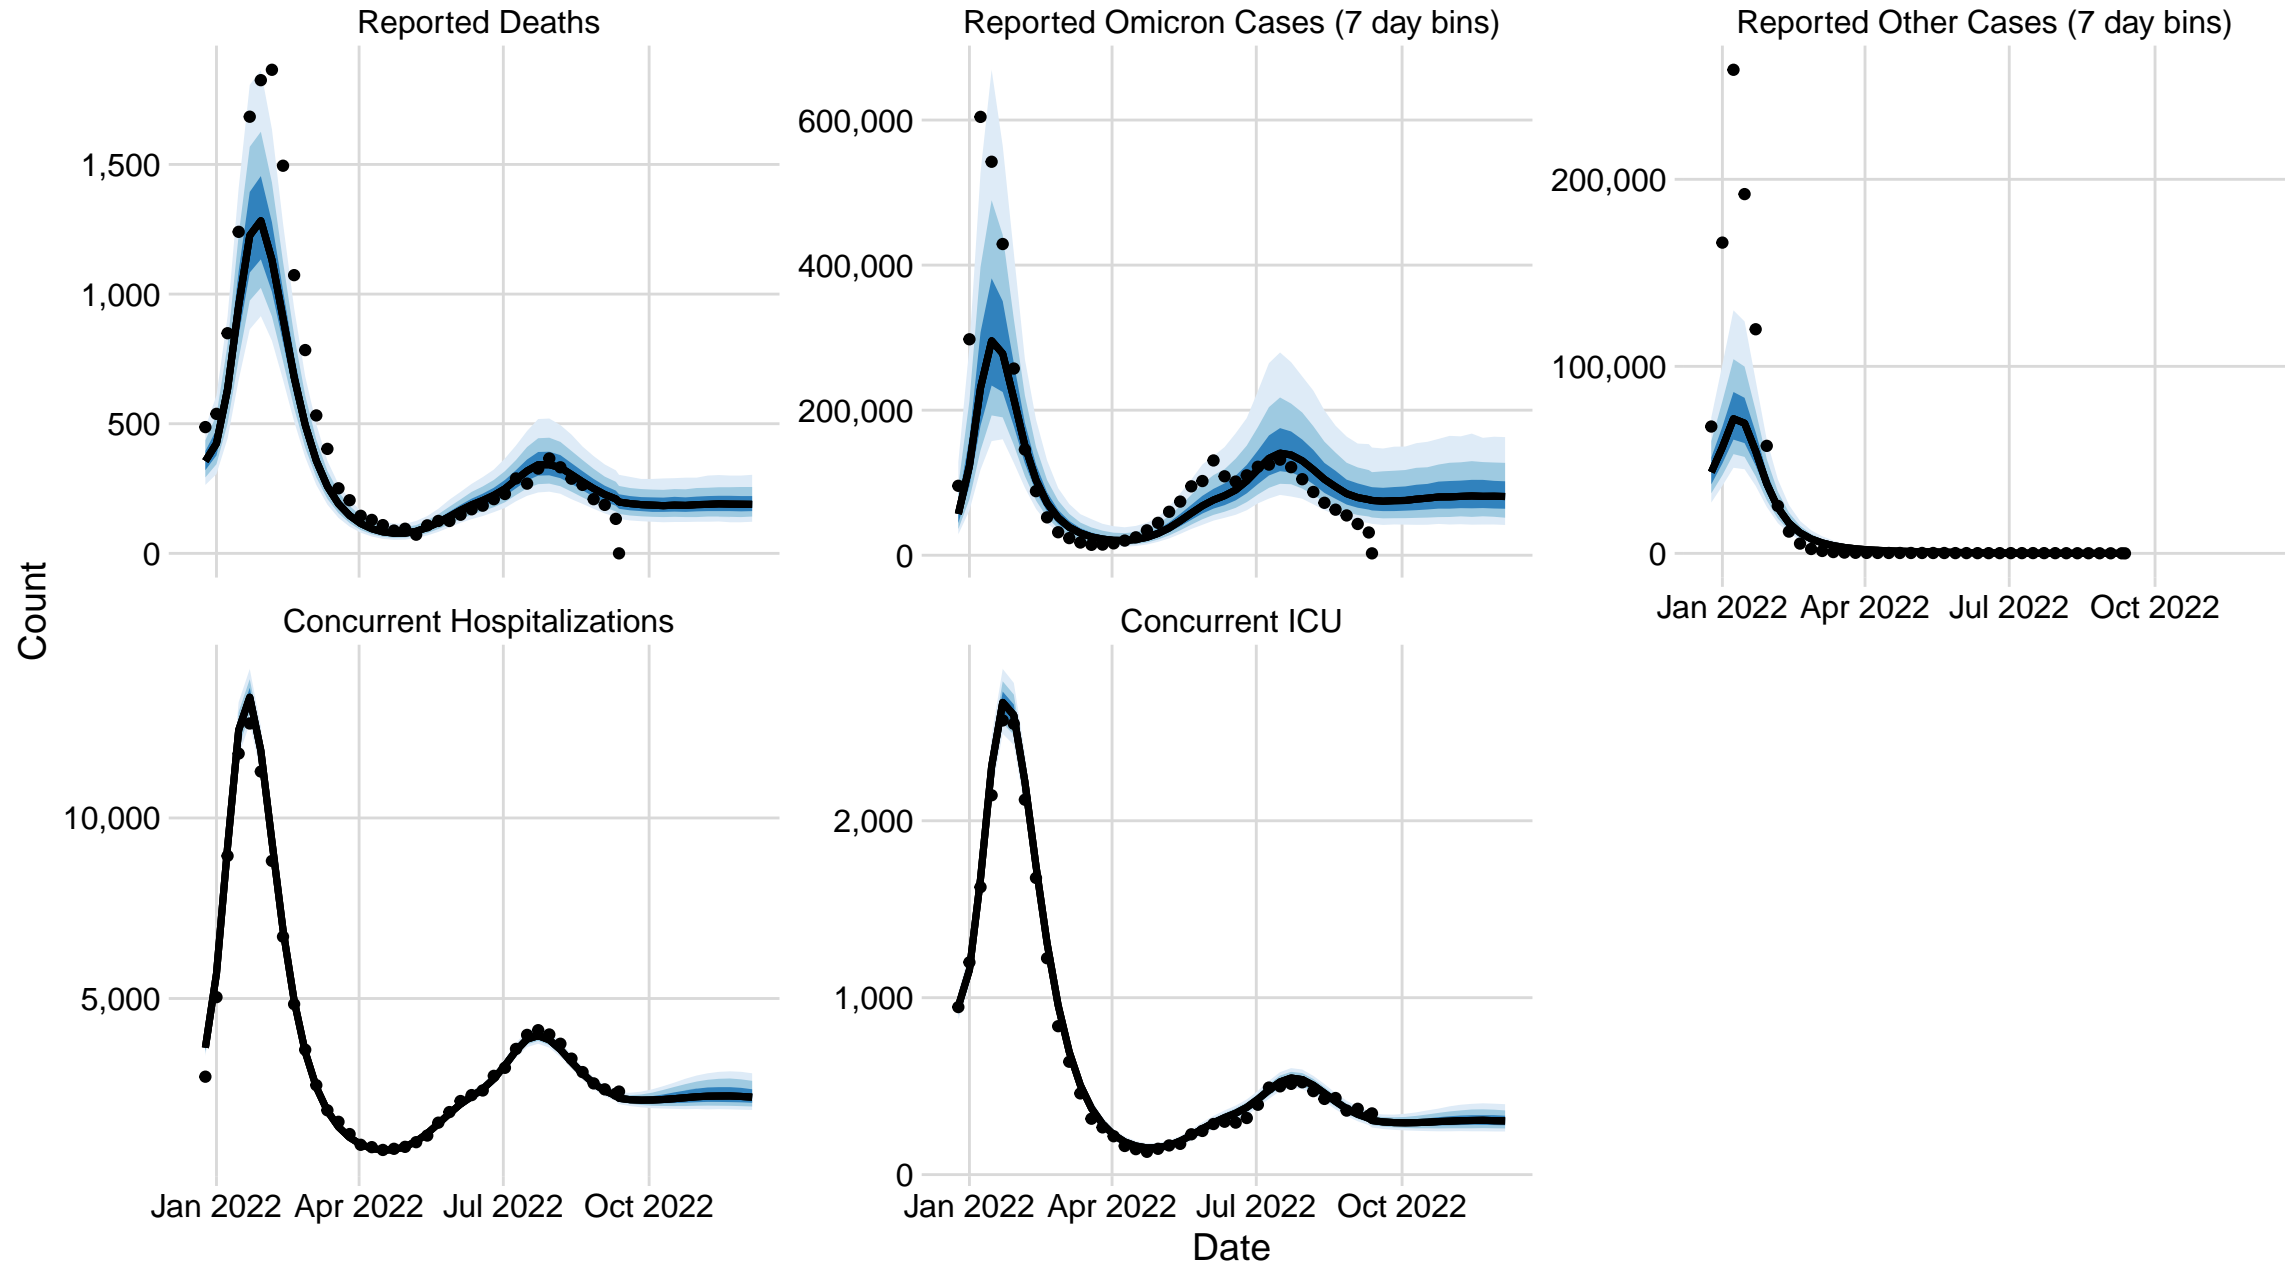 Reported Deaths
Reported Omicron Cases (7 day bins)
Reported Other Cases (7 day bins)
1,500
1,000
500
0
600,000
400,000
200,000
0
200,000
100,000
0
Jan 2022 Apr 2022 Jul 2022 Oct 2022
Count
Concurrent Hospitalizations
Concurrent ICU
10,000
5,000
2,000
1,000
0
Jan 2022 Apr 2022 Jul 2022 Oct 2022
Jan 2022 Apr 2022 Jul 2022 Oct 2022
Date